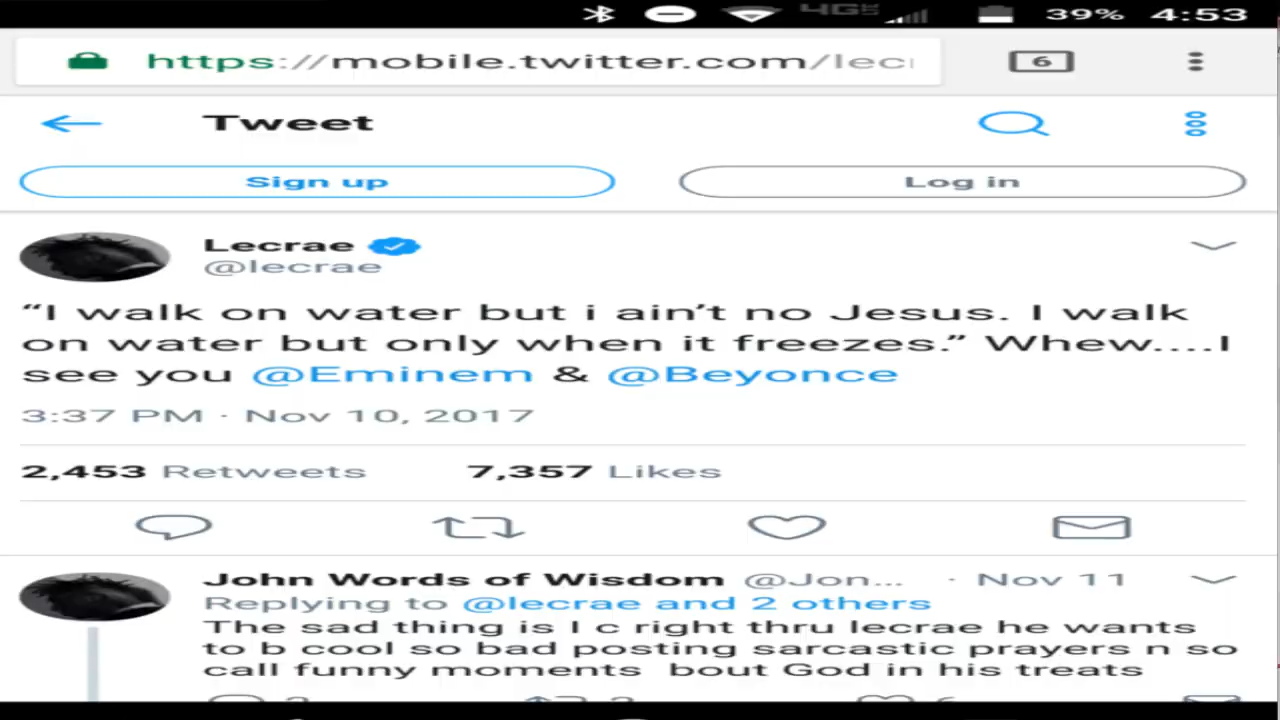 4G 39% 4:53
https://mobile.twitter.com/lec
6
Tweet
Sign up Log in
Lecrae
@lecrae
“I walk on water but i ain’t no Jesus. I walk
on water but only when it freezes.” Whew....I
see you @Eminem & @Beyonce
3:37 PM · Nov 10, 2017
2,453 Retweets 7,357 Likes
John Words of Wisdom @Jon... · Nov 11
Replying to @lecrae and 2 others
The sad thing is I c right thru lecrae he wants
to b cool so bad posting sarcastic prayers n so
call funny moments bout God in his treats